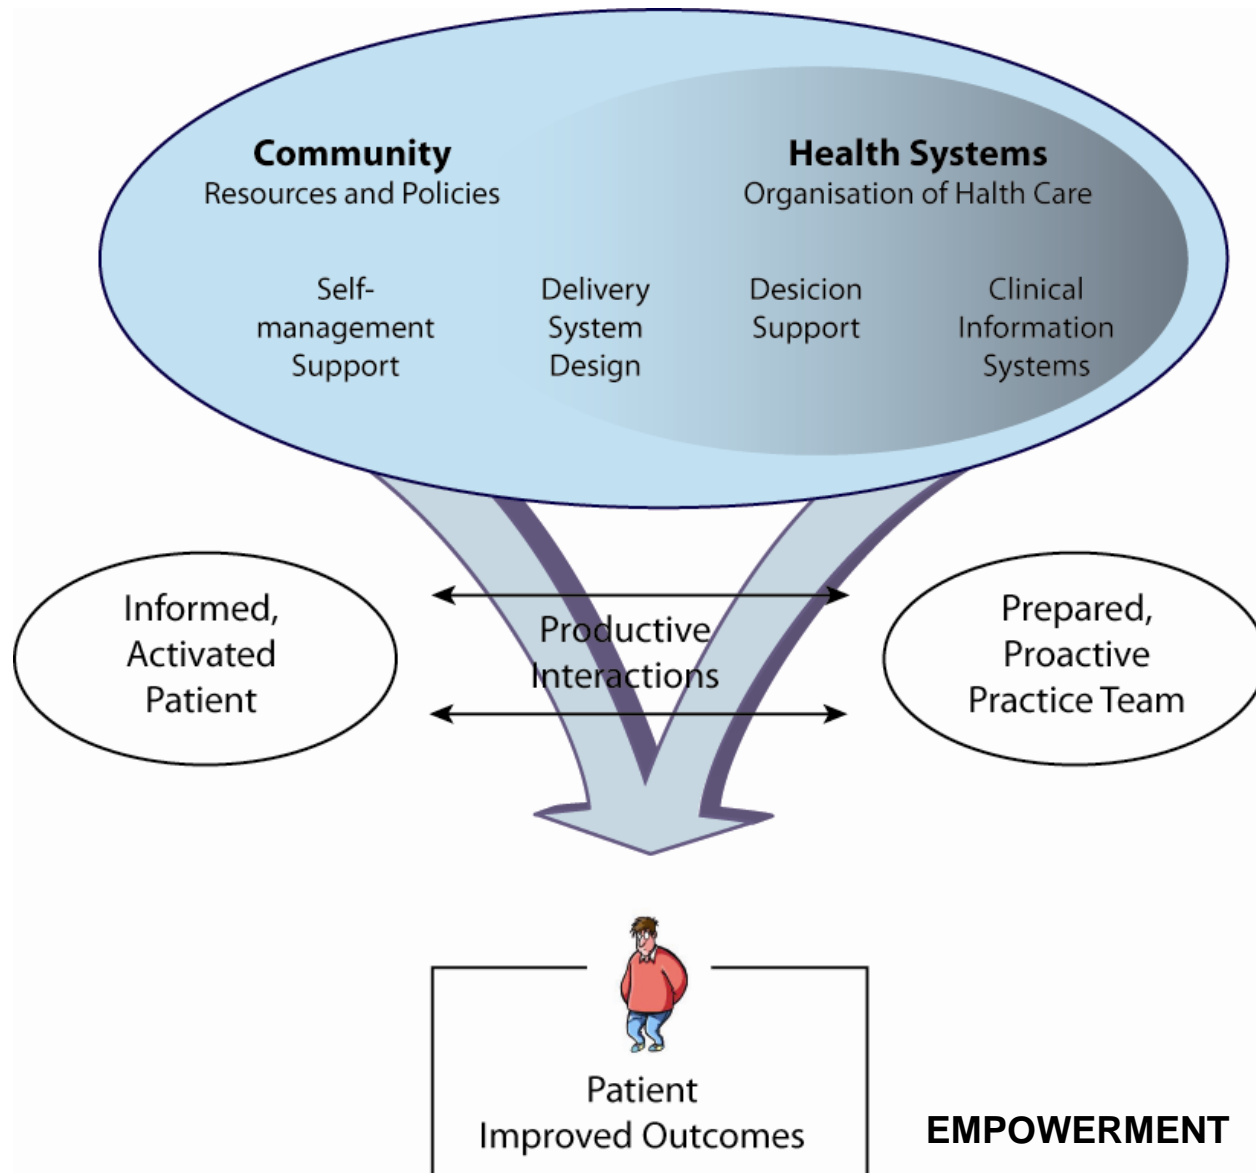 Community
Resources and Policies
Health Systems
Organisation of Halth Care
Self-
management
Support
Delivery
System
Design
Desicion
Support
Clinical
Information
Systems
Informed,
Activated
Patient
Productive
Interactions
Prepared,
Proactive
Practice Team
Patient
Improved Outcomes
EMPOWERMENT